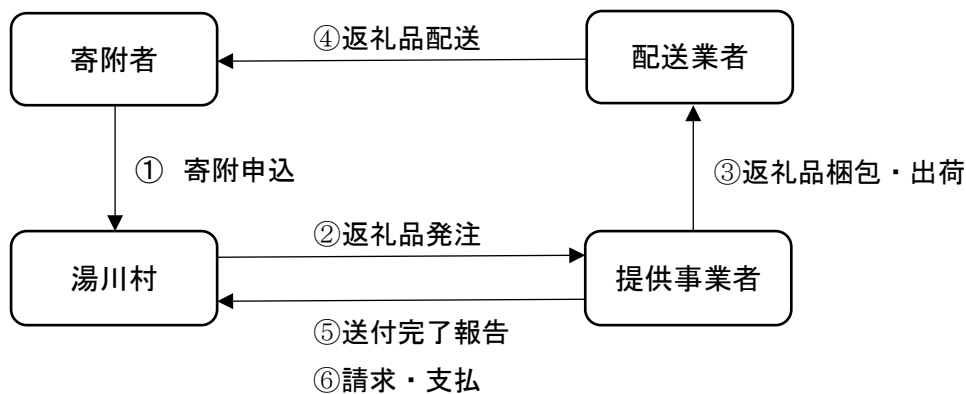 ④返礼品配送
寄附者
配送業者
① 寄附申込
③返礼品梱包・出荷
②返礼品発注
湯川村
提供事業者
⑤送付完了報告
⑥請求・支払